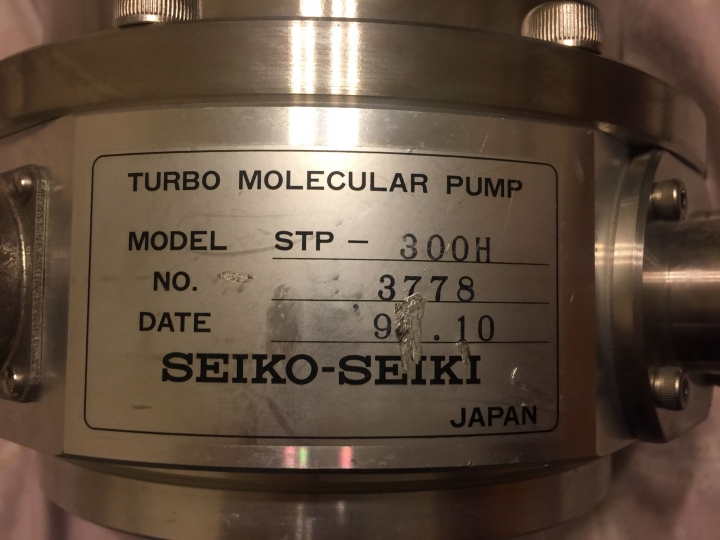 TURBO MOLECULAR PUMP
MODEL STP - 300H
NO. 3778
DATE
SEIKO-SEIKI
JAPAN